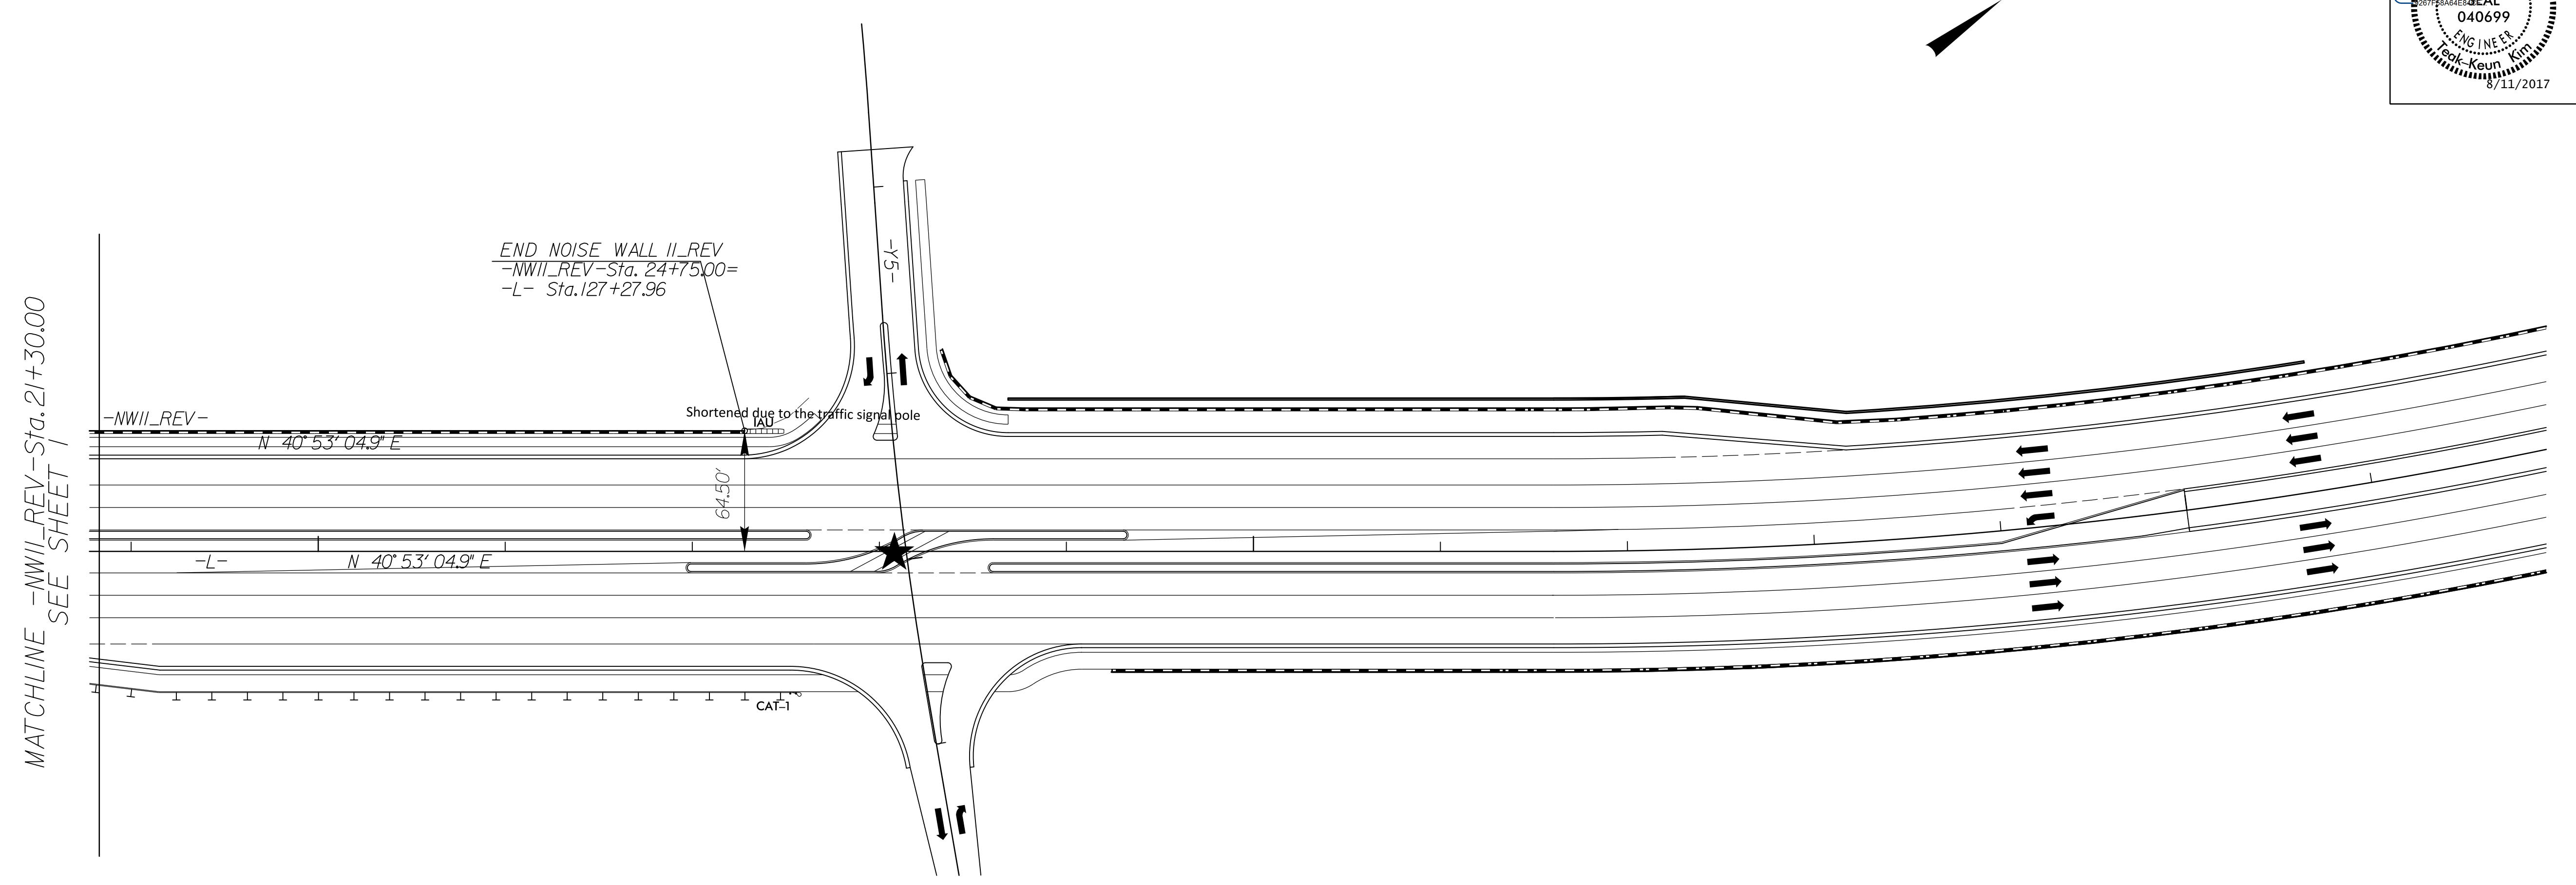 SEAL
040699
ENGINEER
Teak-Keun Kim
8/11/2017
END NOISE WALL II_REV
-NWII_REV-Sta. 24+75.00=
-L- Sta.127+27.96
-Y5-
MATCHLINE -NWII_REV-Sta.21+30.00
SEE SHEET 1
-NWII_REV-
N 40° 53' 04.9" E
Shortened due to the traffic signal pole
IAU
64.50'
-L-
N 40° 53' 04.9" E
CAT-1